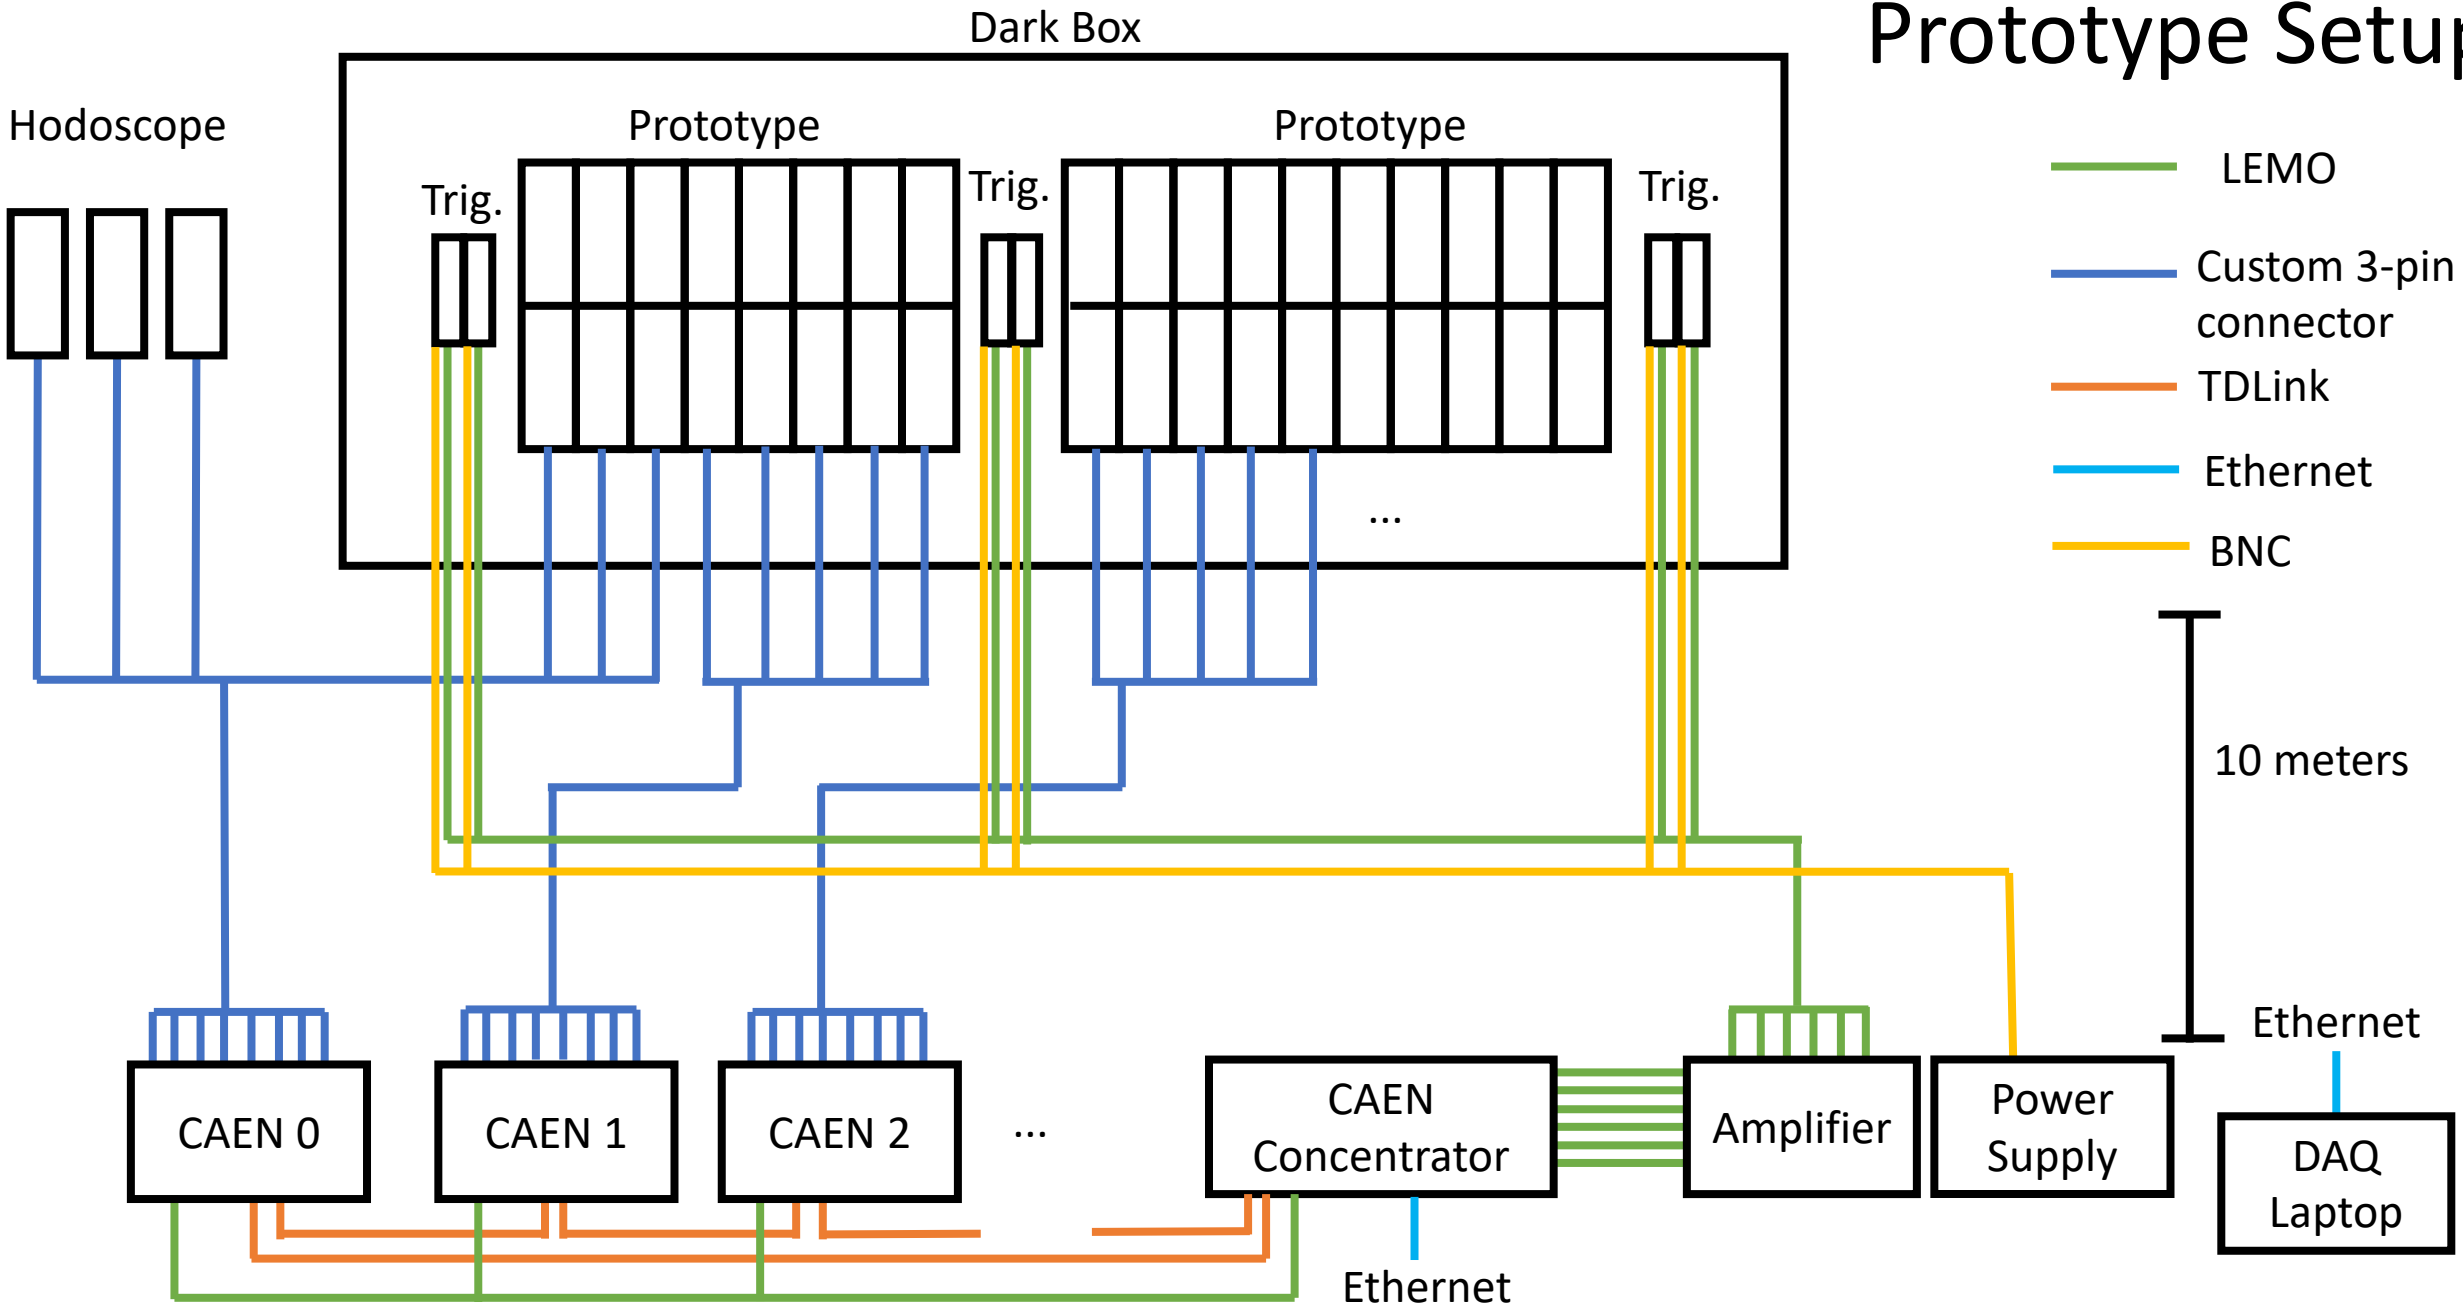 Dark Box
Prototype Setup
Hodoscope
Prototype
Prototype
Trig.
Trig.
Trig.
LEMO
Custom 3-pin
connector
TDLink
Ethernet
BNC
...
10 meters
Ethernet
CAEN 0
CAEN 1
CAEN 2
...
CAEN
Concentrator
Amplifier
Power
Supply
DAQ
Laptop
Ethernet